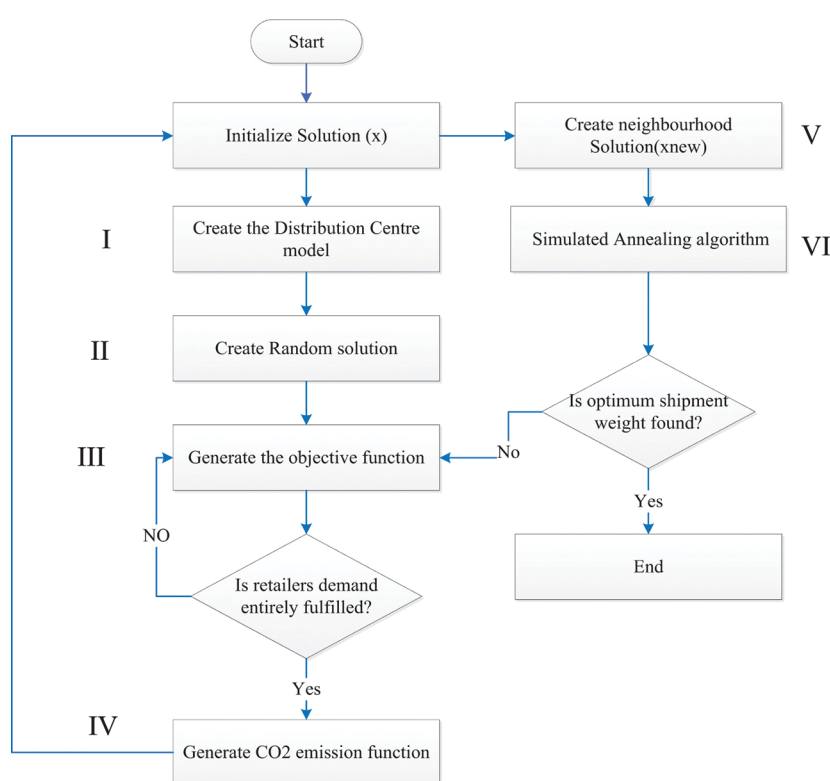 Start
Initialize Solution (x)
Create neighbourhood
Solution(xnew)
V
I
Create the Distribution Centre
model
Simulated Annealing algorithm
VI
II
Create Random solution
Is optimum shipment
weight found?
III
Generate the objective function
No
Yes
NO
End
Is retailers demand
entirely fulfilled?
Yes
IV
Generate CO2 emission function